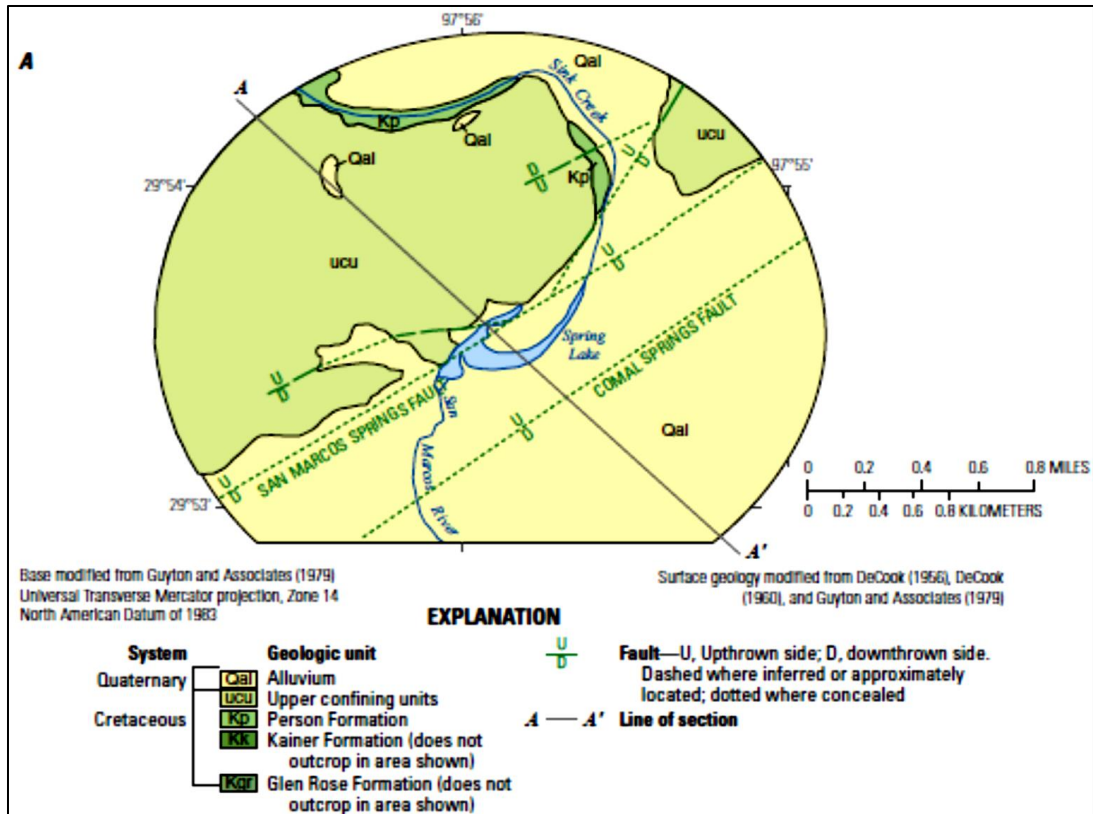 97°56'
A
A
Qal
Sink Creek
Kp
Qal
ucu
Qal
U
D
97°55'
D
D
Kp
29°54'
ucu
U
D
Spring
Lake
COMAL SPRINGS FAULT
U
D
SAN MARCOS SPRINGS FAULT
San
Marcos
River
U
D
Qal
U
D
29°53'
0 0.2 0.4 0.6 0.8 MILES
0 0.2 0.4 0.6 0.8 KILOMETERS
A'
Base modified from Guyton and Associates (1979)
Universal Transverse Mercator projection, Zone 14
North American Datum of 1983
Surface geology modified from DeCook (1956), DeCook
(1960), and Guyton and Associates (1979)
EXPLANATION
System Geologic unit
Quaternary Qal Alluvium
ucu Upper confining units
Cretaceous Kp Person Formation
Kk Kainer Formation (does not
outcrop in area shown)
Kgr Glen Rose Formation (does not
outcrop in area shown)
U
D
Fault—U, Upthrown side; D, downthrown side.
Dashed where inferred or approximately
located; dotted where concealed
A — A' Line of section